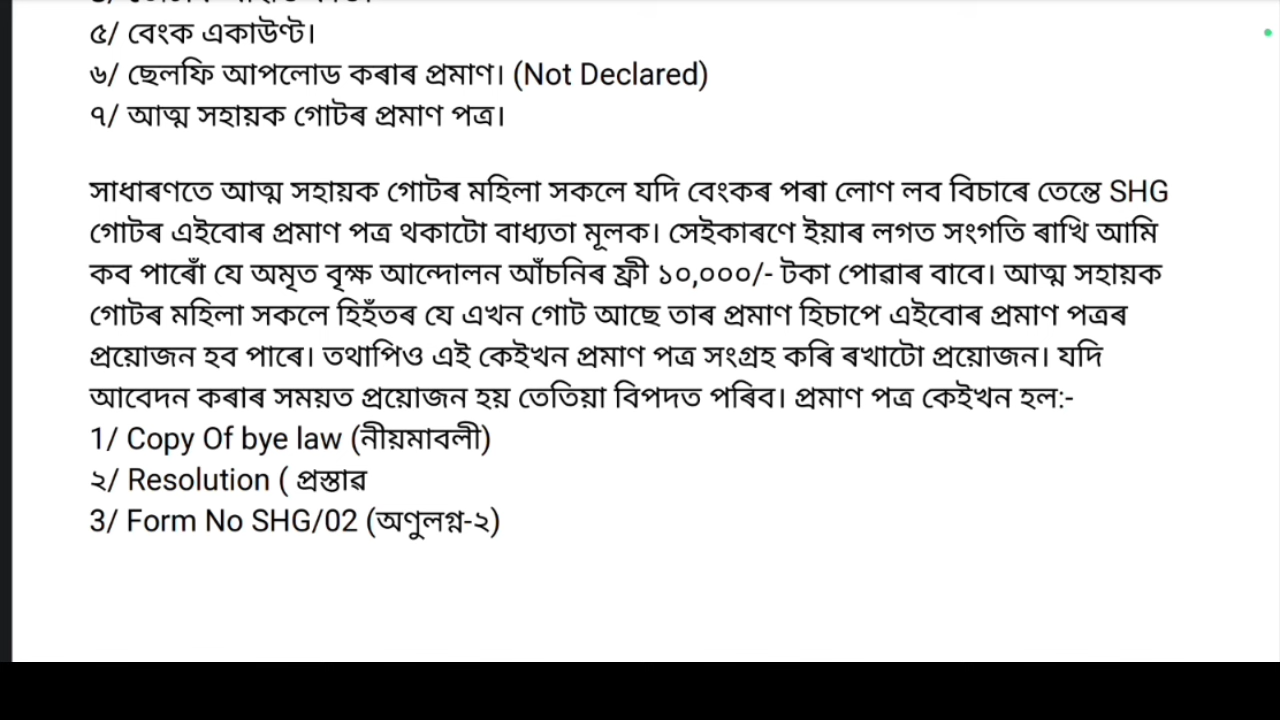 ৫/ বেংক একাউণ্ট।
৬/ ছেলফি আপলোড কৰাৰ প্ৰমাণ। (Not Declared)
৭/ আত্ম সহায়ক গোটৰ প্ৰমাণ পত্ৰ।
সাধাৰণতে আত্ম সহায়ক গোটৰ মহিলা সকলে যদি বেংকৰ পৰা লোণ লব বিচাৰে তেন্তে SHG
গোটৰ এইবোৰ প্ৰমাণ পত্ৰ থকাটো বাধ্যতা মূলক। সেইকাৰণে ইয়াৰ লগত সংগতি ৰাখি আমি
কব পাৰোঁ যে অমৃত বৃক্ষ আন্দোলন আঁচনিৰ ফ্ৰী ১০,০০০/- টকা পোৱাৰ বাবে। আত্ম সহায়ক
গোটৰ মহিলা সকলে হিহঁতৰ যে এখন গোট আছে তাৰ প্ৰমাণ হিচাপে এইবোৰ প্ৰমাণ পত্ৰৰ
প্ৰয়োজন হব পাৰে। তথাপিও এই কেইখন প্ৰমাণ পত্ৰ সংগ্ৰহ কৰি ৰখাটো প্ৰয়োজন। যদি
আবেদন কৰাৰ সময়ত প্ৰয়োজন হয় তেতিয়া বিপদত পৰিব। প্ৰমাণ পত্ৰ কেইখন হল:-
1/ Copy Of bye law (নীয়মাবলী)
২/ Resolution ( প্ৰস্তাৱ
3/ Form No SHG/02 (অণুলগ্ন-২)